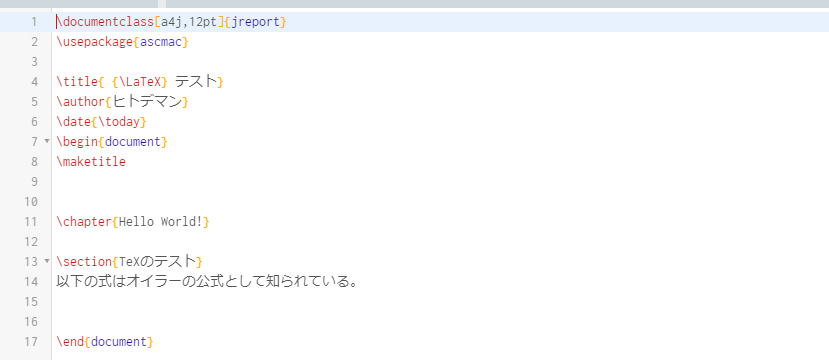 1 \documentclass[a4j,12pt]{jreport}
2 \usepackage{ascmac}
3
4 \title{ {\LaTeX} テスト}
5 \author{ヒトデマン}
6 \date{\today}
7 \begin{document}
8 \maketitle
9
10
11 \chapter{Hello World!}
12
13 \section{TeXのテスト}
14 以下の式はオイラーの公式として知られている。
15
16
17 \end{document}